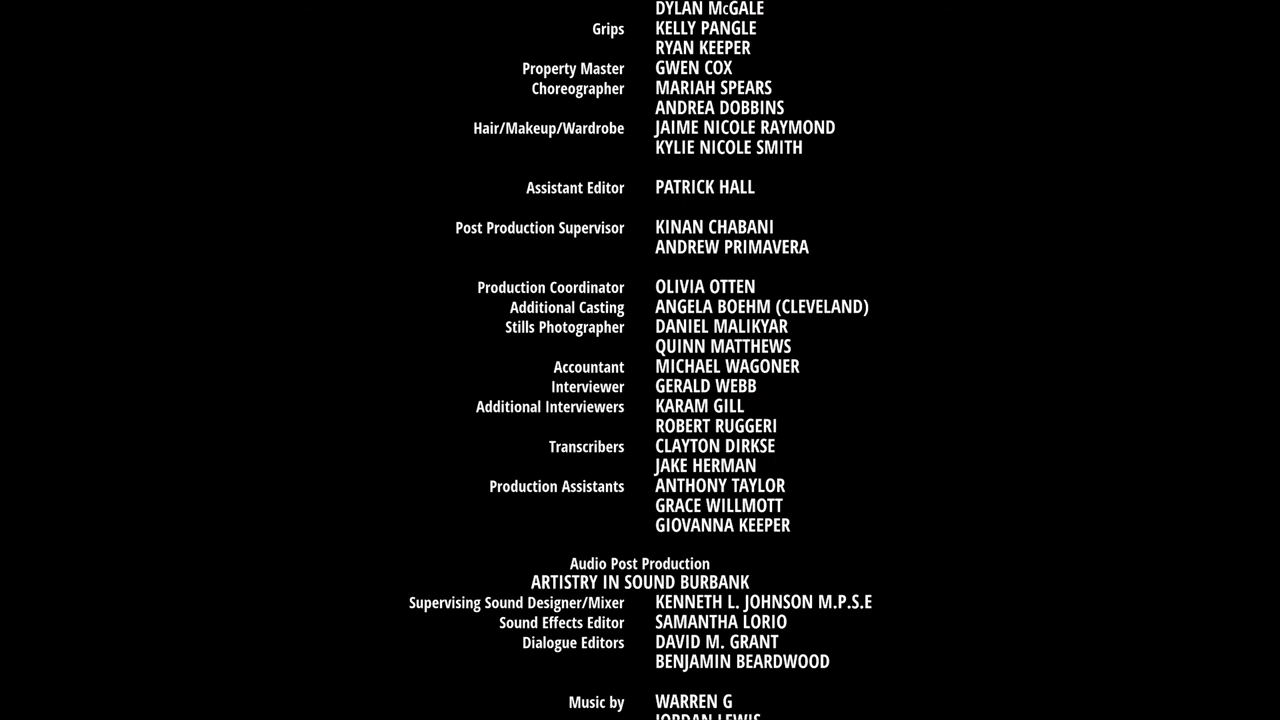 DYLAN McGALE
Grips KELLY PANGLE
RYAN KEEPER
Property Master GWEN COX
Choreographer MARIAH SPEARS
ANDREA DOBBINS
Hair/Makeup/Wardrobe JAIME NICOLE RAYMOND
KYLIE NICOLE SMITH
Assistant Editor PATRICK HALL
Post Production Supervisor KINAN CHABANI
ANDREW PRIMAVERA
Production Coordinator OLIVIA OTTEN
Additional Casting ANGELA BOEHM (CLEVELAND)
Stills Photographer DANIEL MALIKYAR
QUINN MATTHEWS
Accountant MICHAEL WAGONER
Interviewer GERALD WEBB
Additional Interviewers KARAM GILL
ROBERT RUGGERI
Transcribers CLAYTON DIRKSE
JAKE HERMAN
Production Assistants ANTHONY TAYLOR
GRACE WILLMOTT
GIOVANNA KEEPER
Audio Post Production
ARTISTRY IN SOUND BURBANK
Supervising Sound Designer/Mixer KENNETH L. JOHNSON M.P.S.E
Sound Effects Editor SAMANTHA LORIO
Dialogue Editors DAVID M. GRANT
BENJAMIN BEARDWOOD
Music by WARREN G
JORDAN LEWIS